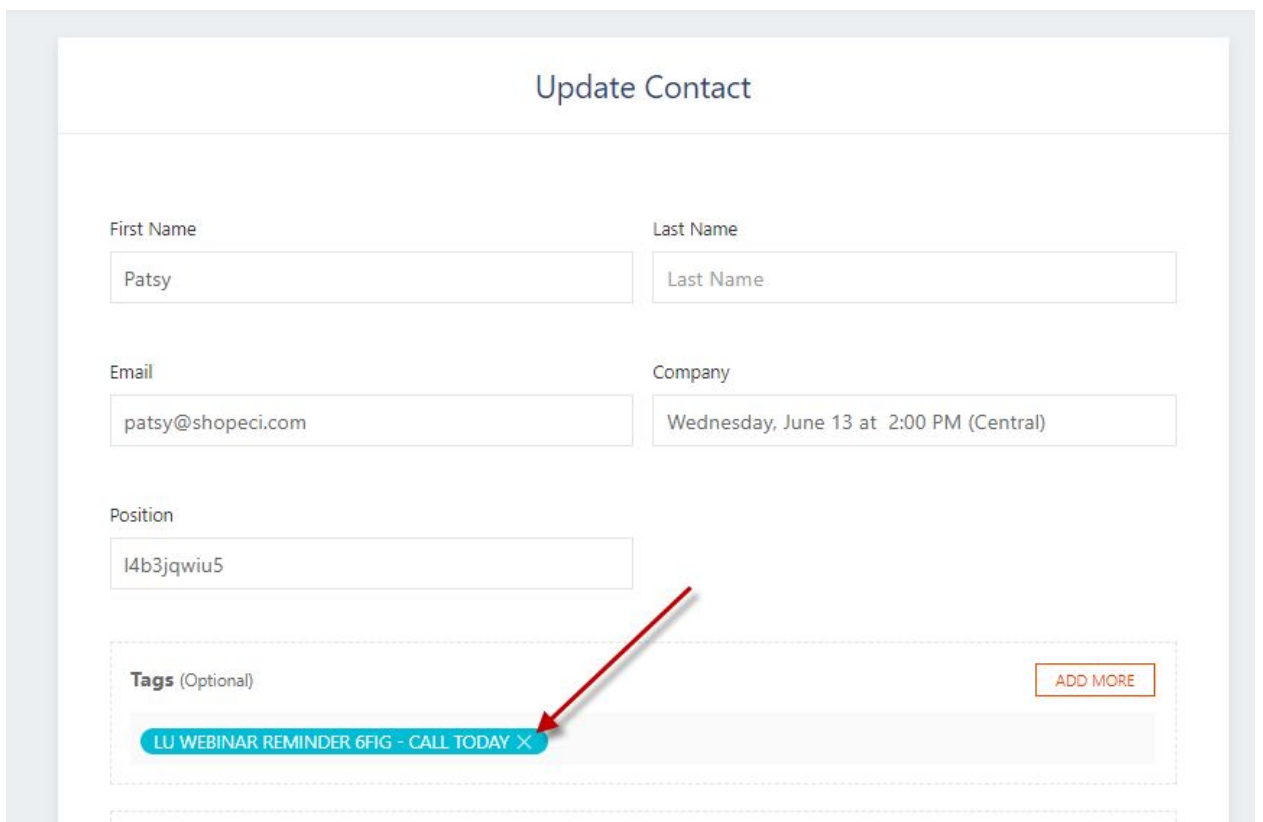 Update Contact
First Name
Last Name
Patsy
Last Name
Email
Company
patsy@shopeci.com
Wednesday, June 13 at  2:00 PM (Central)
Position
l4b3jqwiu5
Tags (Optional)
ADD MORE
LU WEBINAR REMINDER 6FIG - CALL TODAY ×